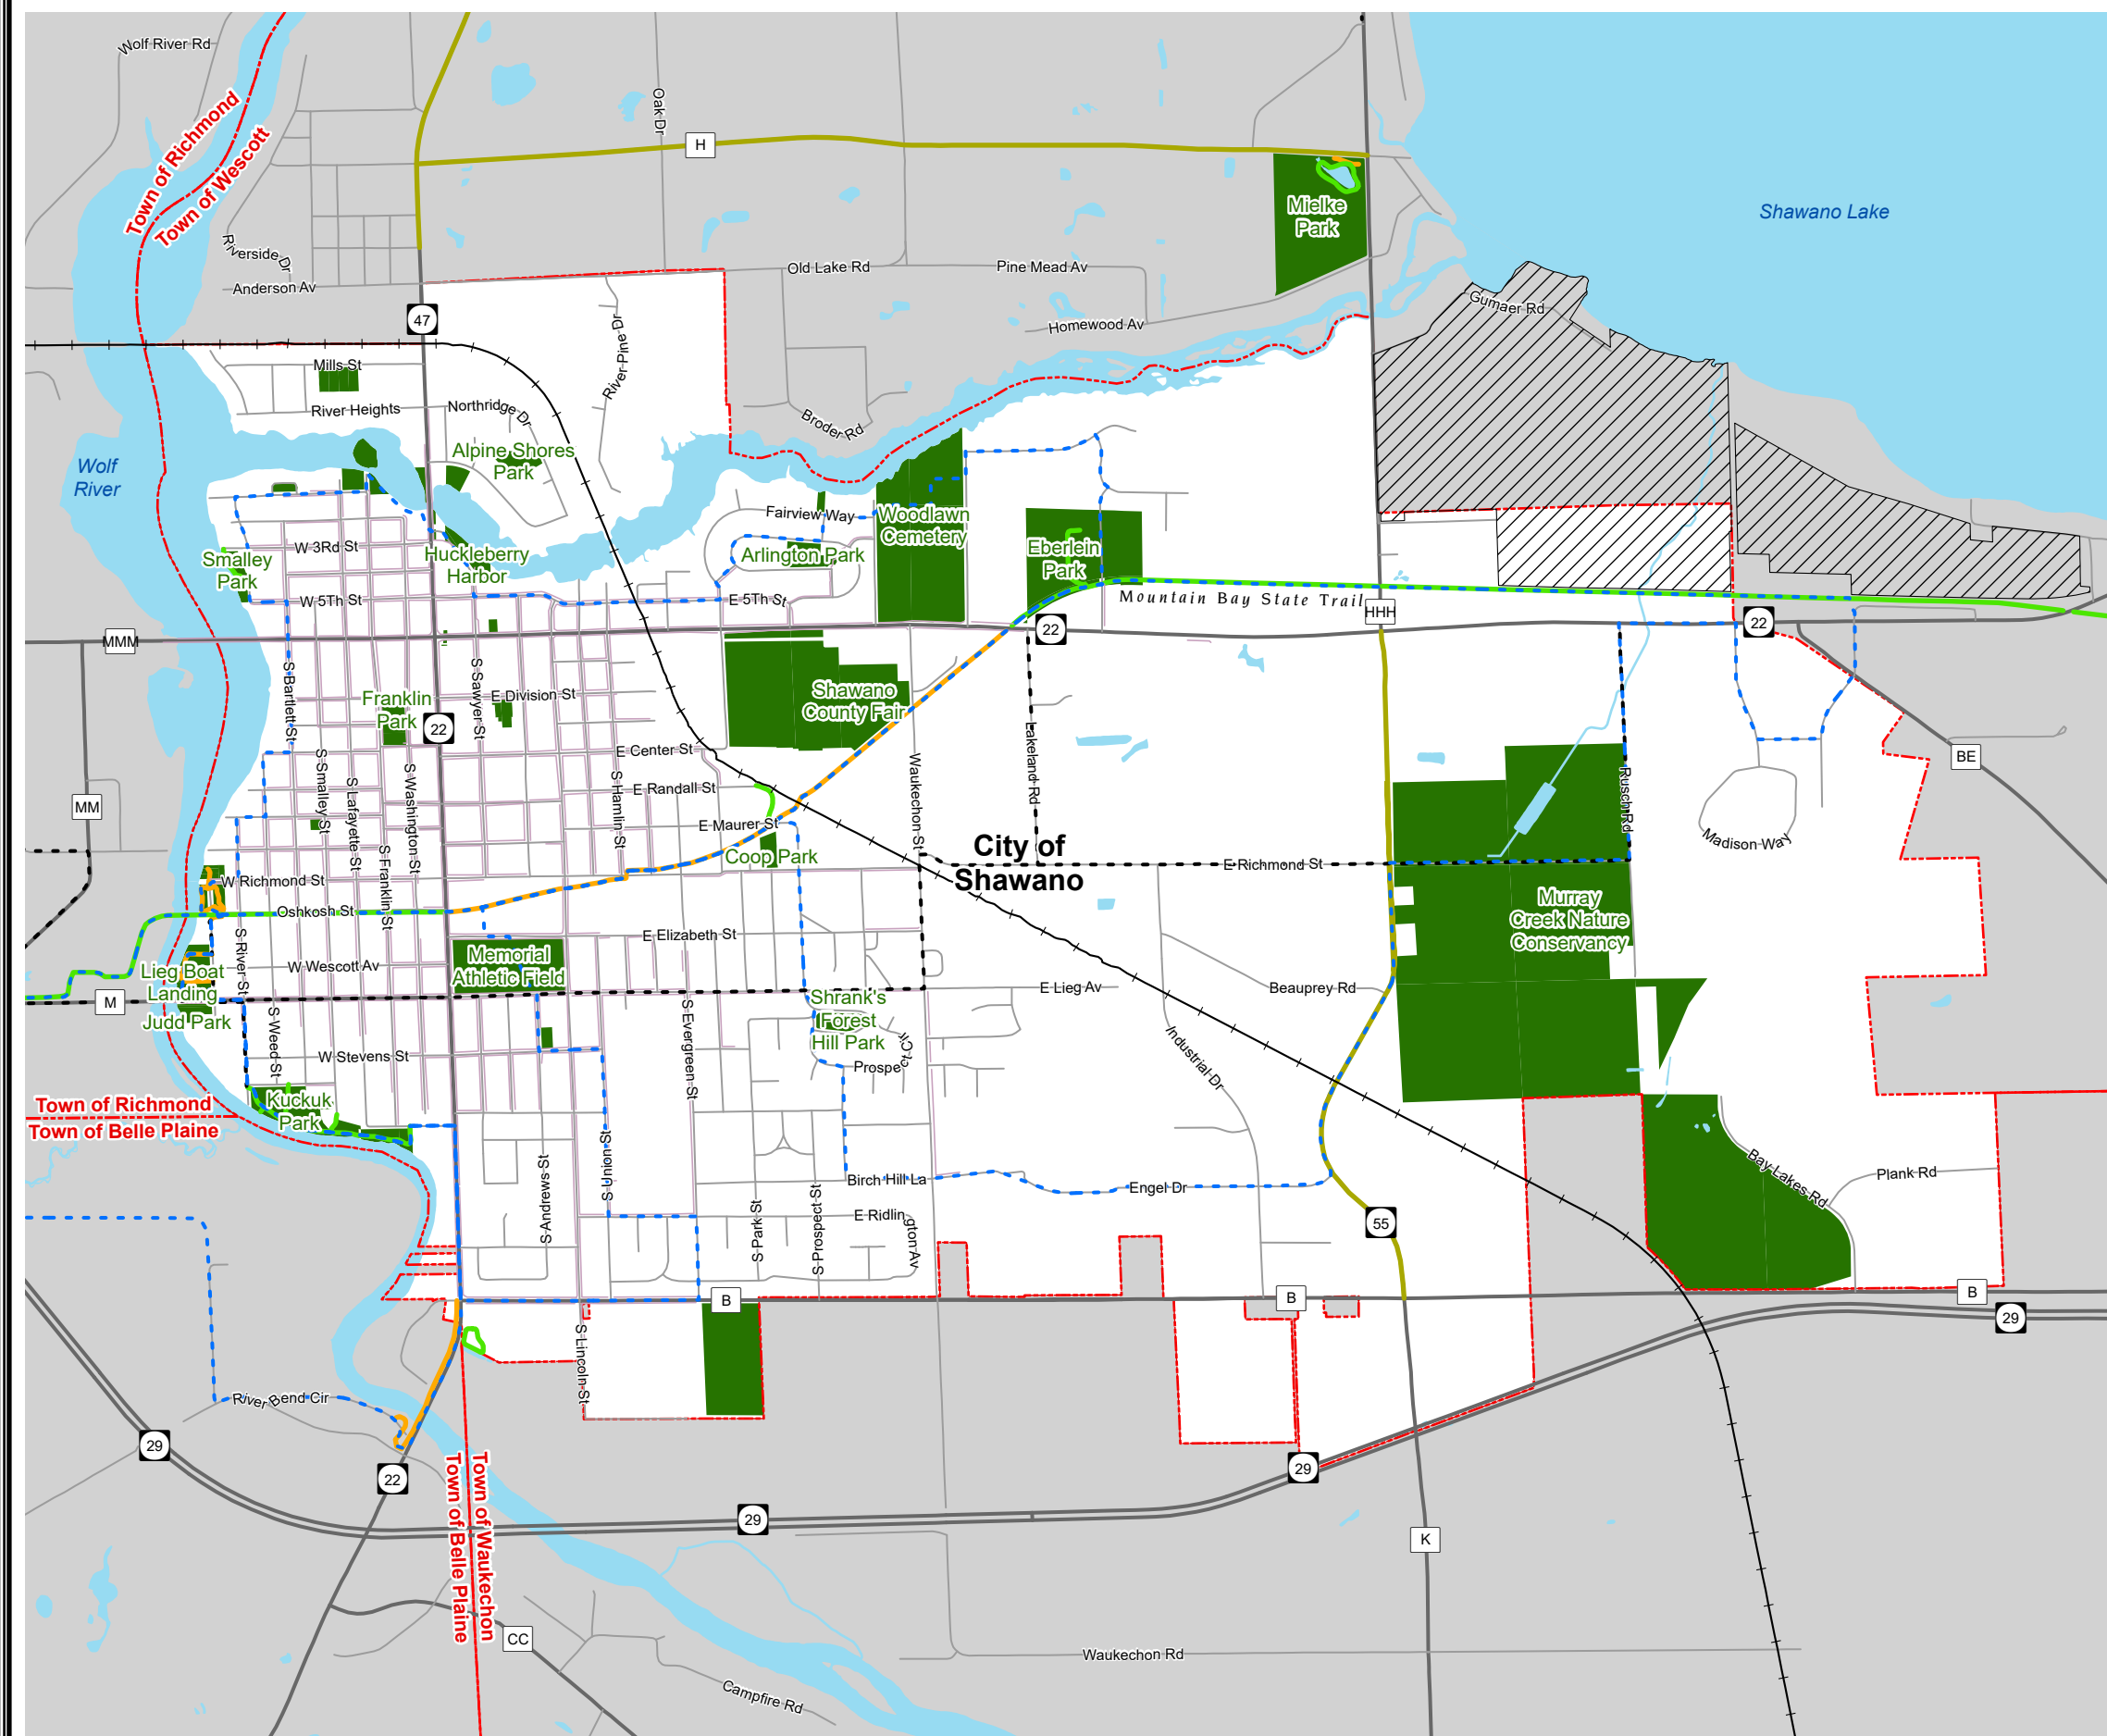 Wolf River Rd
Oak Dr
Town of Richmond
Town of Wescott
H
Mielke
Park
Shawano Lake
Riverside Dr
Anderson Av
Old Lake Rd
Pine Mead Av
Gumaer Rd
47
Homewood Av
River Pine Dr
Mills St
River Heights
Northridge Dr
Broder Rd
Wolf
River
Alpine Shores
Park
Fairview Way
Woodlawn
Cemetery
W 3Rd St
Huckleberry
Harbor
Arlington Park
Eberlein
Park
Smalley
Park
W 5Th St
E 5Th St
Mountain Bay State Trail
HHH
22
22
MMM
S Bartlett St
S Sawyer St
E Division St
Franklin
Park
22
Shawano
County Fair
Lakeland Rd
E Center St
Waukechon St
BE
S Smalley St
S Lafayette St
S Washington St
S Hamlin St
E Randall St
Rusch Rd
MM
E Maurer St
Madison Way
Coop Park
City of
Shawano
E Richmond St
S Franklin St
W Richmond St
Oshkosh St
Murray
Creek Nature
Conservancy
E Elizabeth St
S River St
Memorial
Athletic Field
W Wescott Av
Lieg Boat
Landing
M
E Lieg Av
Beauprey Rd
Judd Park
Shrank's
Forest
Hill Park
S Evergreen St
S Weed St
W Stevens St
Prospect Cir
Industrial Dr
Kuckuk
Park
Town of Richmond
Town of Belle Plaine
S Andrews St
S Union St
Birch Hill La
Engel Dr
Bay Lakes Rd
Plank Rd
S Park St
S Prospect St
E Ridlington Av
55
B
B
B
29
S Lincoln St
River Bend Cir
29
22
29
29
Town of Waukechon
Town of Belle Plaine
K
CC
Waukechon Rd
Campfire Rd